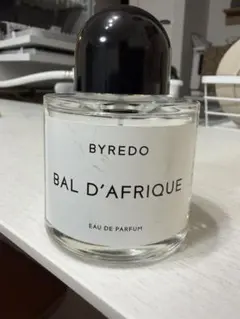 BYREDO
BAL D'AFRIQUE
EAU DE PARFUM